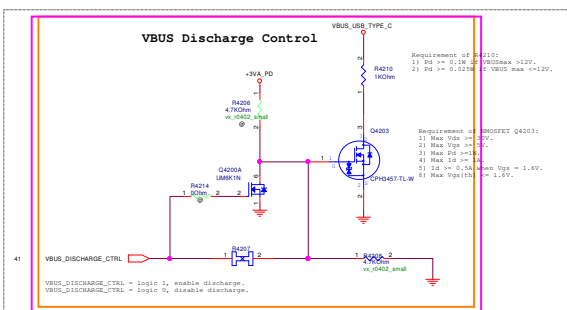 VBUS Discharge Control
VBUS_USB_TYPE_C
R4210
1KOhm
Requirement of R4210:
1) Pd >= 0.1W if VBUSmax >12V.
2) Pd >= 0.025W if VBUS max <=12V.
+3VA_PD
R4206
4.7KOhm
vx_r0402_small
@
Q4203
CPH3457-TL-W
Requirement of NMOSFET Q4203:
1) Max Vds >= 30V.
2) Max Vgs >= 5V.
3) Max Pd >=1W.
4) Max Id >= 1A.
5) Id >= 0.5A when Vgs = 1.6V.
6) Max Vgs(th) <= 1.6V.
Q4200A
UM6K1N
R4214
0Ohm
@
R4207
4.7KOhm
vx_r0402_small
41 VBUS_DISCHARGE_CTRL
VBUS_DISCHARGE_CTRL = logic 1, enable discharge.
VBUS_DISCHARGE_CTRL = logic 0, disable discharge.